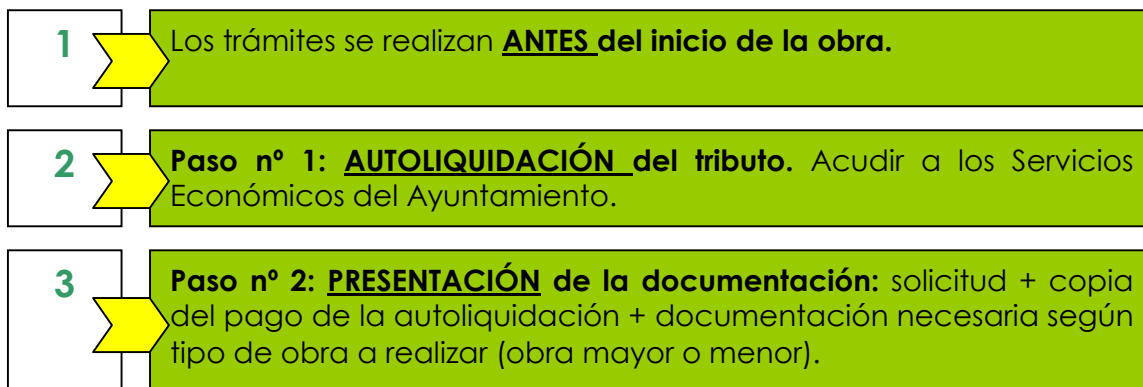 1
Los trámites se realizan ANTES del inicio de la obra.
2
Paso nº 1: AUTOLIQUIDACIÓN del tributo. Acudir a los Servicios
Económicos del Ayuntamiento.
3
Paso nº 2: PRESENTACIÓN de la documentación: solicitud + copia
del pago de la autoliquidación + documentación necesaria según
tipo de obra a realizar (obra mayor o menor).